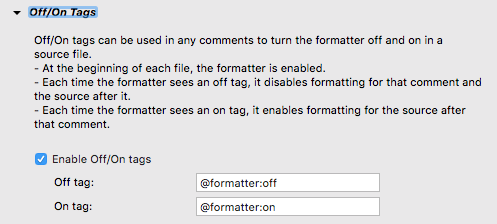 Off/On Tags
Off/On tags can be used in any comments to turn the formatter off and on in a
source file.
- At the beginning of each file, the formatter is enabled.
- Each time the formatter sees an off tag, it disables formatting for that comment and
the source after it.
- Each time the formatter sees an on tag, it enables formatting for the source after
that comment.
Enable Off/On tags
Off tag: @formatter:off
On tag: @formatter:on